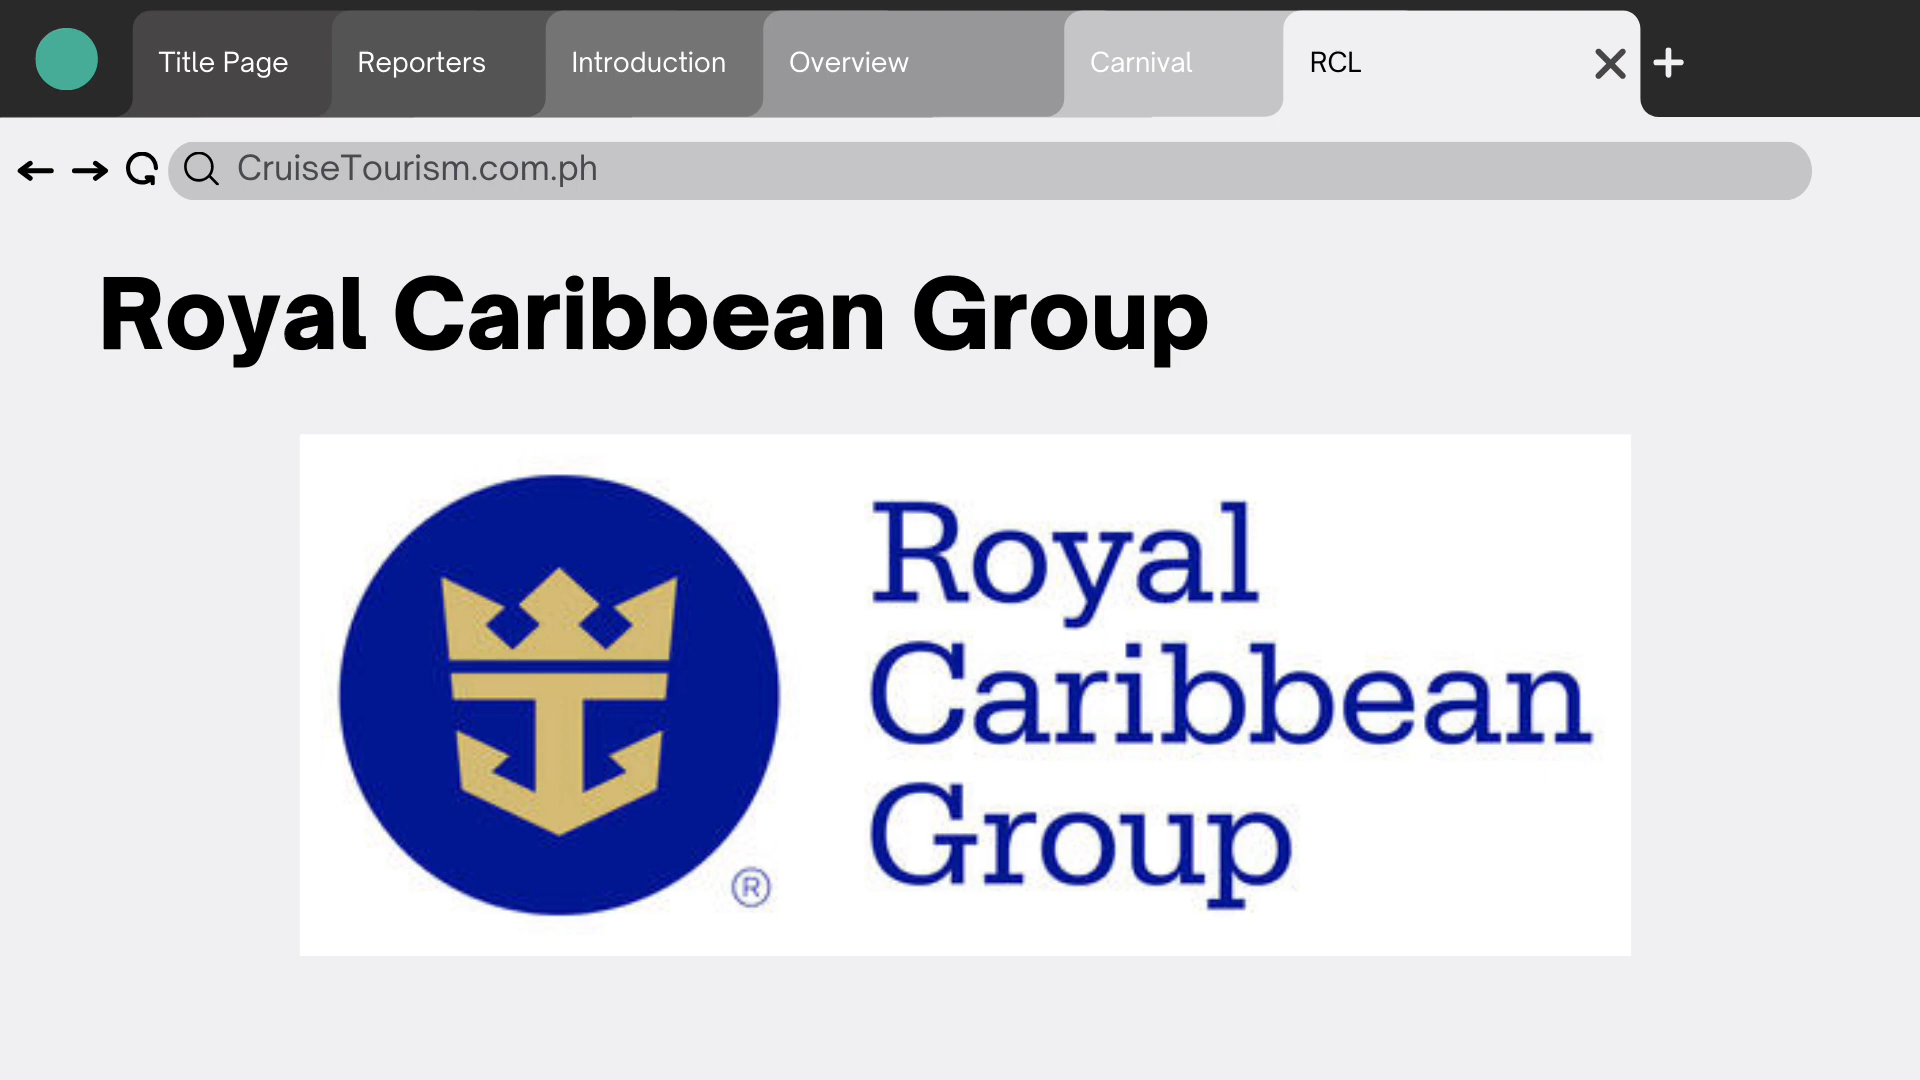 Title Page
Reporters
Introduction
Overview
Carnival
RCL
CruiseTourism.com.ph
Royal Caribbean Group
Royal
Caribbean
Group
®